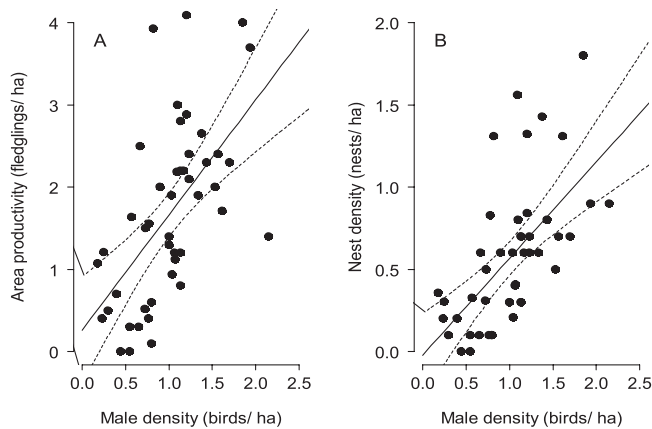 A
Area productivity (fledglings/ ha)
4
3
2
1
0
0.0 0.5 1.0 1.5 2.0 2.5
Male density (birds/ ha)
B
Nest density (nests/ ha)
2.0
1.5
1.0
0.5
0.0
0.0 0.5 1.0 1.5 2.0 2.5
Male density (birds/ ha)